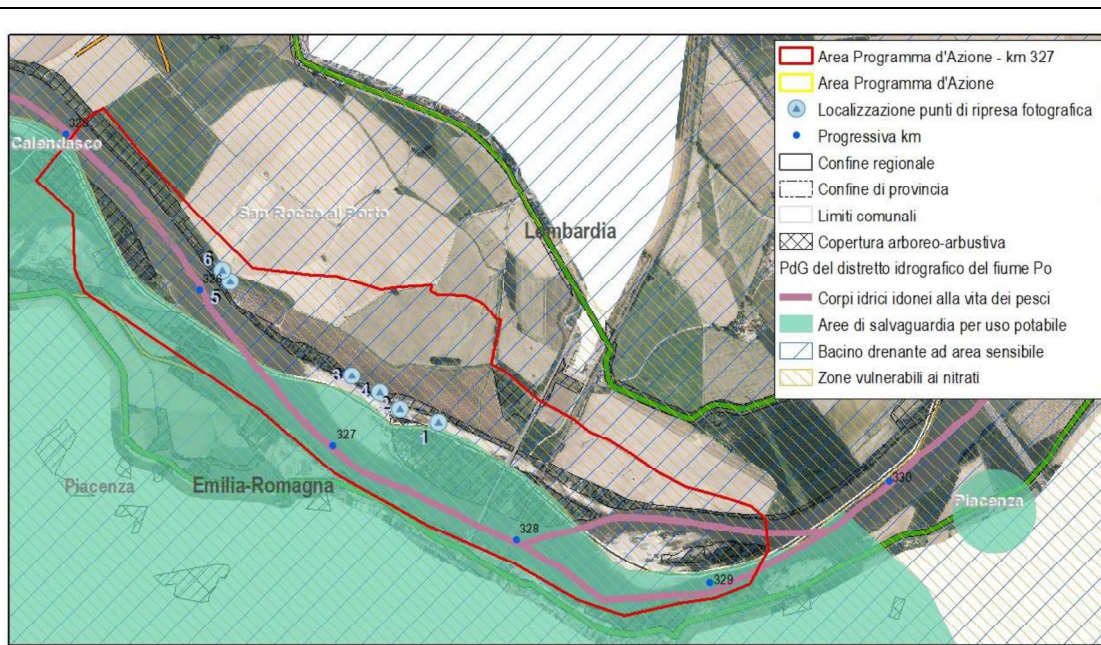 Area Programma d'Azione - km 327
Area Programma d'Azione
Localizzazione punti di ripresa fotografica
Progressiva km
Confine regionale
Confine di provincia
Limiti comunali
Copertura arboreo-arbustiva
PdG del distretto idrografico del fiume Po
Corpi idrici idonei alla vita dei pesci
Aree di salvaguardia per uso potabile
Bacino drenante ad area sensibile
Zone vulnerabili ai nitrati
Calendasco
San Rocco al Porto
Lombardia
6
326
5
3
4
2
1
327
Piacenza
Emilia-Romagna
330
Piacenza
328
329